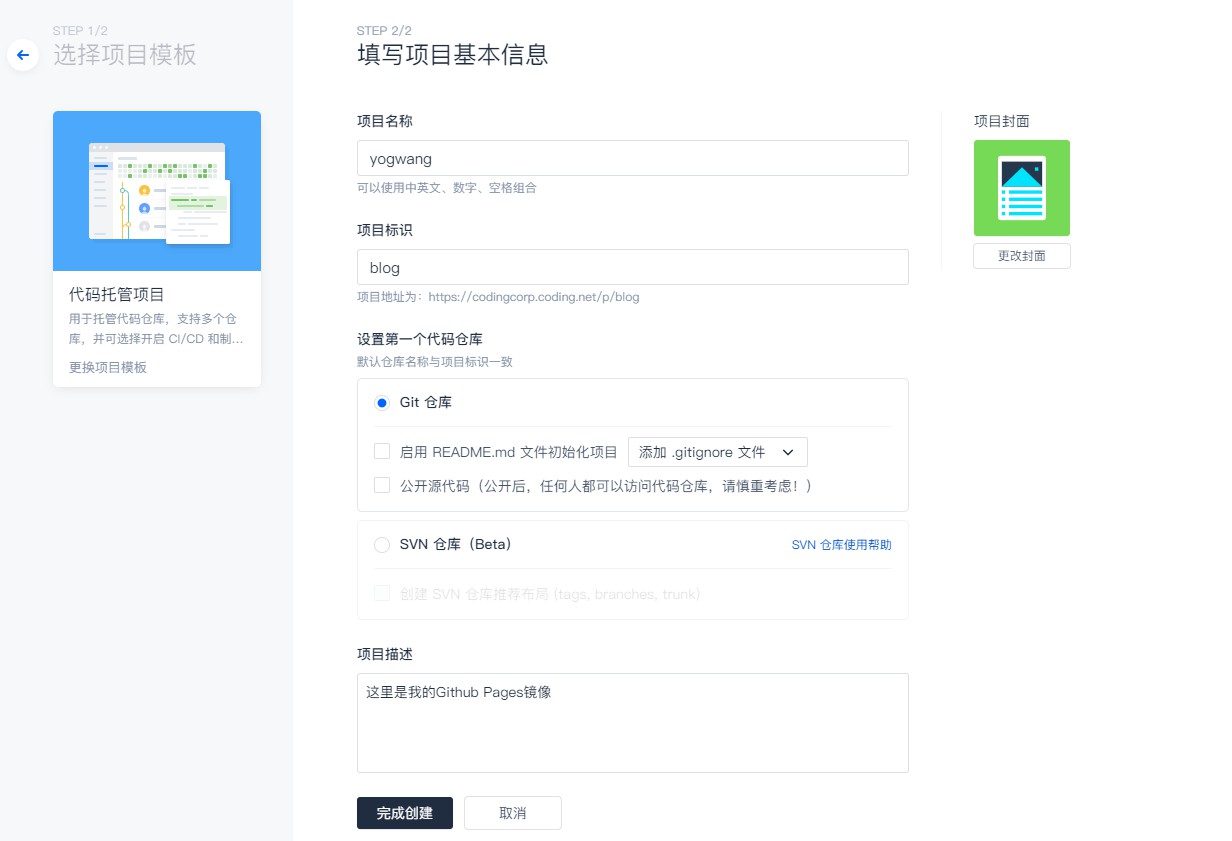 STEP 1/2
选择项目模板
代码托管项目
用于托管代码仓库，支持多个仓
库，并可选择开启 CI/CD 和制...
更换项目模板
STEP 2/2
填写项目基本信息
项目名称
yogwang
可以使用中英文、数字、空格组合
项目标识
blog
项目地址为：https://codingcorp.coding.net/p/blog
设置第一个代码仓库
默认仓库名称与项目标识一致
Git 仓库
启用 README.md 文件初始化项目 添加 .gitignore 文件
公开源代码（公开后，任何人都可以访问代码仓库，请慎重考虑！）
SVN 仓库（Beta） SVN 仓库使用帮助
创建 SVN 仓库推荐布局 (tags, branches, trunk)
项目描述
这里是我的Github Pages镜像
完成创建 取消
项目封面
更改封面